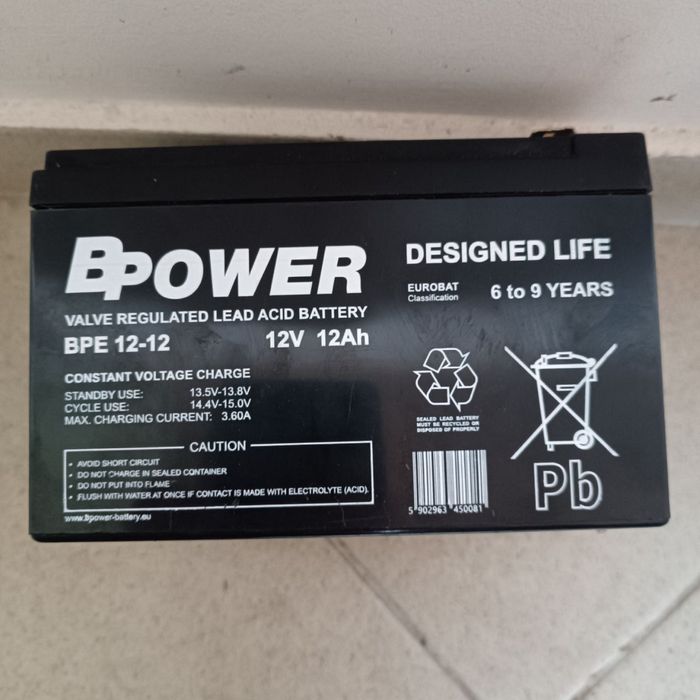 BPOWER
VALVE REGULATED LEAD ACID BATTERY
BPE 12-12 12V 12Ah
CONSTANT VOLTAGE CHARGE
STANDBY USE: 13.5V-13.8V
CYCLE USE: 14.4V-15.0V
MAX. CHARGING CURRENT: 3.60A
CAUTION
• AVOID SHORT CIRCUIT
• DO NOT CHARGE IN SEALED CONTAINER
• DO NOT PUT INTO FLAME
• FLUSH WITH WATER AT ONCE IF CONTACT IS MADE WITH ELECTROLYTE (ACID).
www.Bpower-battery.eu
DESIGNED LIFE
EUROBAT
Classification
6 to 9 YEARS
SEALED LEAD BATTERY
MUST BE RECYCLED OR
DISPOSED OF PROPERLY
5 902963 450081
Pb